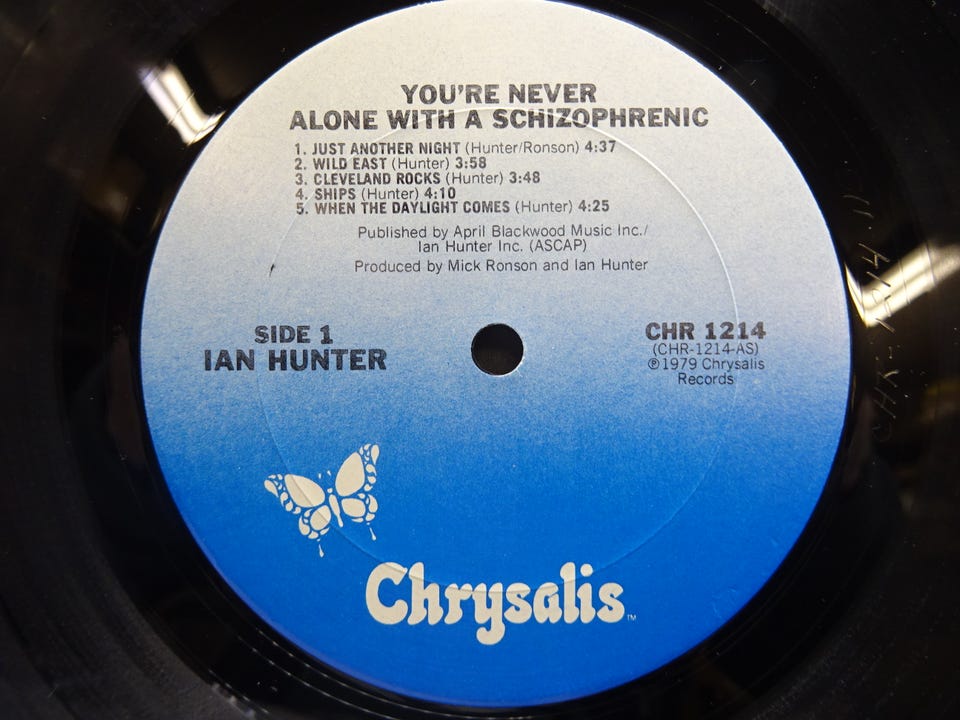 YOU'RE NEVER
ALONE WITH A SCHIZOPHRENIC
1. JUST ANOTHER NIGHT (Hunter/Ronson) 4:37
2. WILD EAST (Hunter) 3:58
3. CLEVELAND ROCKS (Hunter) 3:48
4. SHIPS (Hunter) 4:10
5. WHEN THE DAYLIGHT COMES (Hunter) 4:25
Published by April Blackwood Music Inc./
Ian Hunter Inc. (ASCAP)
Produced by Mick Ronson and Ian Hunter
SIDE 1
IAN HUNTER
CHR 1214
(CHR-1214-AS)
℗1979 Chrysalis
Records
Chrysalis™